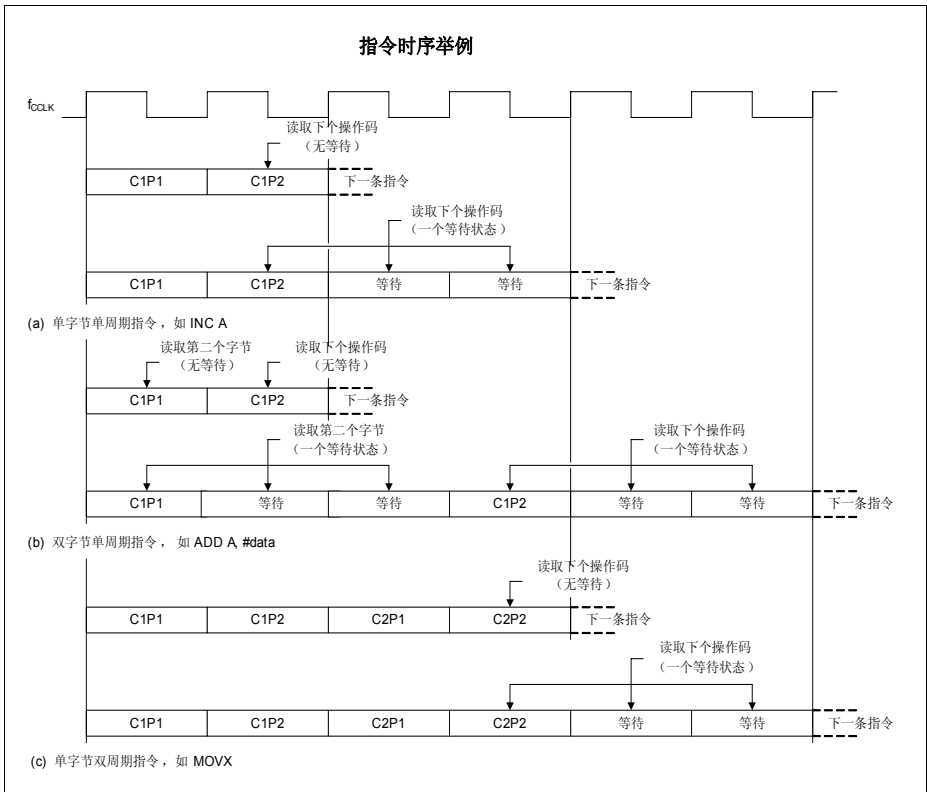 指令时序举例
fCCLK
读取下个操作码
（无等待）
C1P1 C1P2 下一条指令
读取下个操作码
（一个等待状态）
C1P1 C1P2 等待 等待 下一条指令
(a) 单字节单周期指令，如 INC A
读取第二个字节 读取下个操作码
（无等待） （无等待）
C1P1 C1P2 下一条指令
读取第二个字节 读取下个操作码
（一个等待状态） （一个等待状态）
C1P1 等待 等待 C1P2 等待 等待 下一条指令
(b) 双字节单周期指令， 如 ADD A, #data
读取下个操作码
（无等待）
C1P1 C1P2 C2P1 C2P2 下一条指令
读取下个操作码
（一个等待状态）
C1P1 C1P2 C2P1 C2P2 等待 等待 下一条指令
(c) 单字节双周期指令，如 MOVX